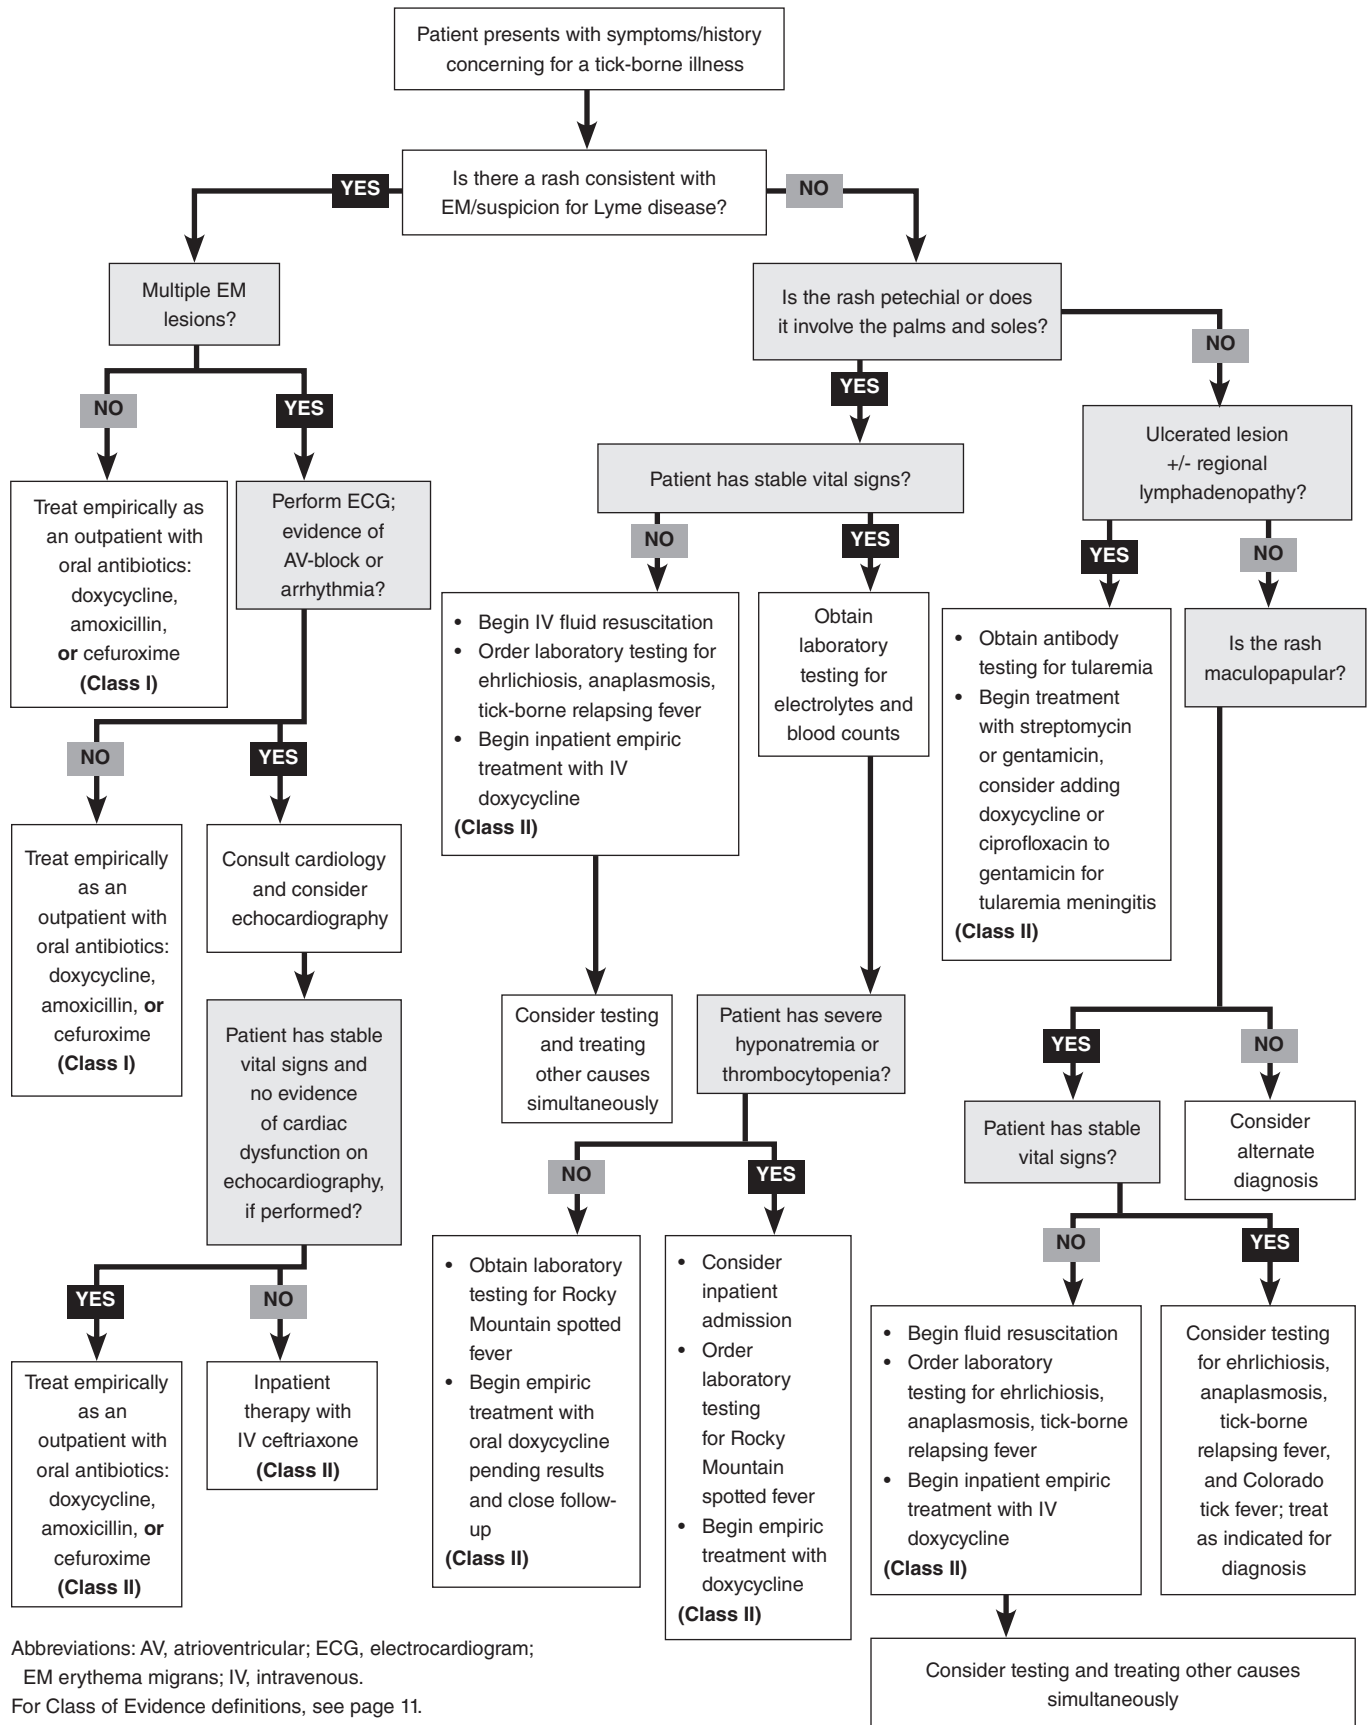 Patient presents with symptoms/history
concerning for a tick-borne illness
Is there a rash consistent with
EM/suspicion for Lyme disease?
YES
NO
Multiple EM
lesions?
Is the rash petechial or does
it involve the palms and soles?
NO
YES
YES
NO
Treat empirically as
an outpatient with
oral antibiotics:
doxycycline,
amoxicillin,
or cefuroxime
(Class I)
Perform ECG;
evidence of
AV-block or
arrhythmia?
Patient has stable vital signs?
Ulcerated lesion
+/- regional
lymphadenopathy?
NO
YES
YES
NO
• Begin IV fluid resuscitation
• Order laboratory testing for
ehrlichiosis, anaplasmosis,
tick-borne relapsing fever
• Begin inpatient empiric
treatment with IV
doxycycline
(Class II)
Obtain
laboratory
testing for
electrolytes and
blood counts
• Obtain antibody
testing for tularemia
• Begin treatment
with streptomycin
or gentamicin,
consider adding
doxycycline or
ciprofloxacin to
gentamicin for
tularemia meningitis
(Class II)
Is the rash
maculopapular?
NO
YES
Treat empirically
as an
outpatient with
oral antibiotics:
doxycycline,
amoxicillin, or
cefuroxime
(Class I)
Consult cardiology
and consider
echocardiography
Patient has stable
vital signs and
no evidence
of cardiac
dysfunction on
echocardiography,
if performed?
Consider testing
and treating
other causes
simultaneously
Patient has severe
hyponatremia or
thrombocytopenia?
YES
NO
Patient has stable
vital signs?
Consider
alternate
diagnosis
NO
YES
NO
YES
YES
NO
Treat empirically
as an
outpatient with
oral antibiotics:
doxycycline,
amoxicillin, or
cefuroxime
(Class II)
Inpatient
therapy with
IV ceftriaxone
(Class II)
• Obtain laboratory
testing for Rocky
Mountain spotted
fever
• Begin empiric
treatment with
oral doxycycline
pending results
and close follow-
up
(Class II)
• Consider
inpatient
admission
• Order
laboratory
testing
for Rocky
Mountain
spotted fever
• Begin empiric
treatment with
doxycycline
(Class II)
• Begin fluid resuscitation
• Order laboratory
testing for ehrlichiosis,
anaplasmosis, tick-borne
relapsing fever
• Begin inpatient empiric
treatment with IV
doxycycline
(Class II)
Consider testing
for ehrlichiosis,
anaplasmosis,
tick-borne
relapsing fever,
and Colorado
tick fever; treat
as indicated for
diagnosis
Consider testing and treating other causes
simultaneously
Abbreviations: AV, atrioventricular; ECG, electrocardiogram;
EM erythema migrans; IV, intravenous.
For Class of Evidence definitions, see page 11.